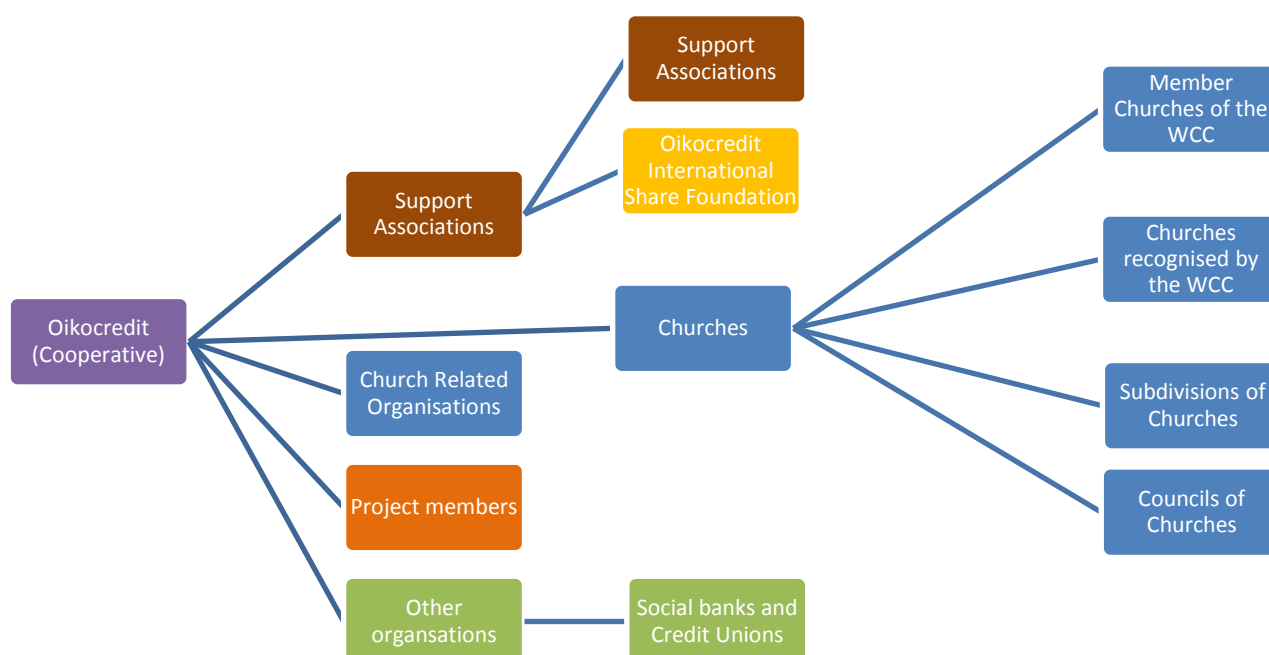 Support
Associations
Oikocredit
International
Share Foundation
Member
Churches of the
WCC
Support
Associations
Churches
recognised by
the WCC
Oikocredit
(Cooperative)
Churches
Church Related
Organisations
Subdivisions of
Churches
Project members
Councils of
Churches
Other
organsations
Social banks and
Credit Unions